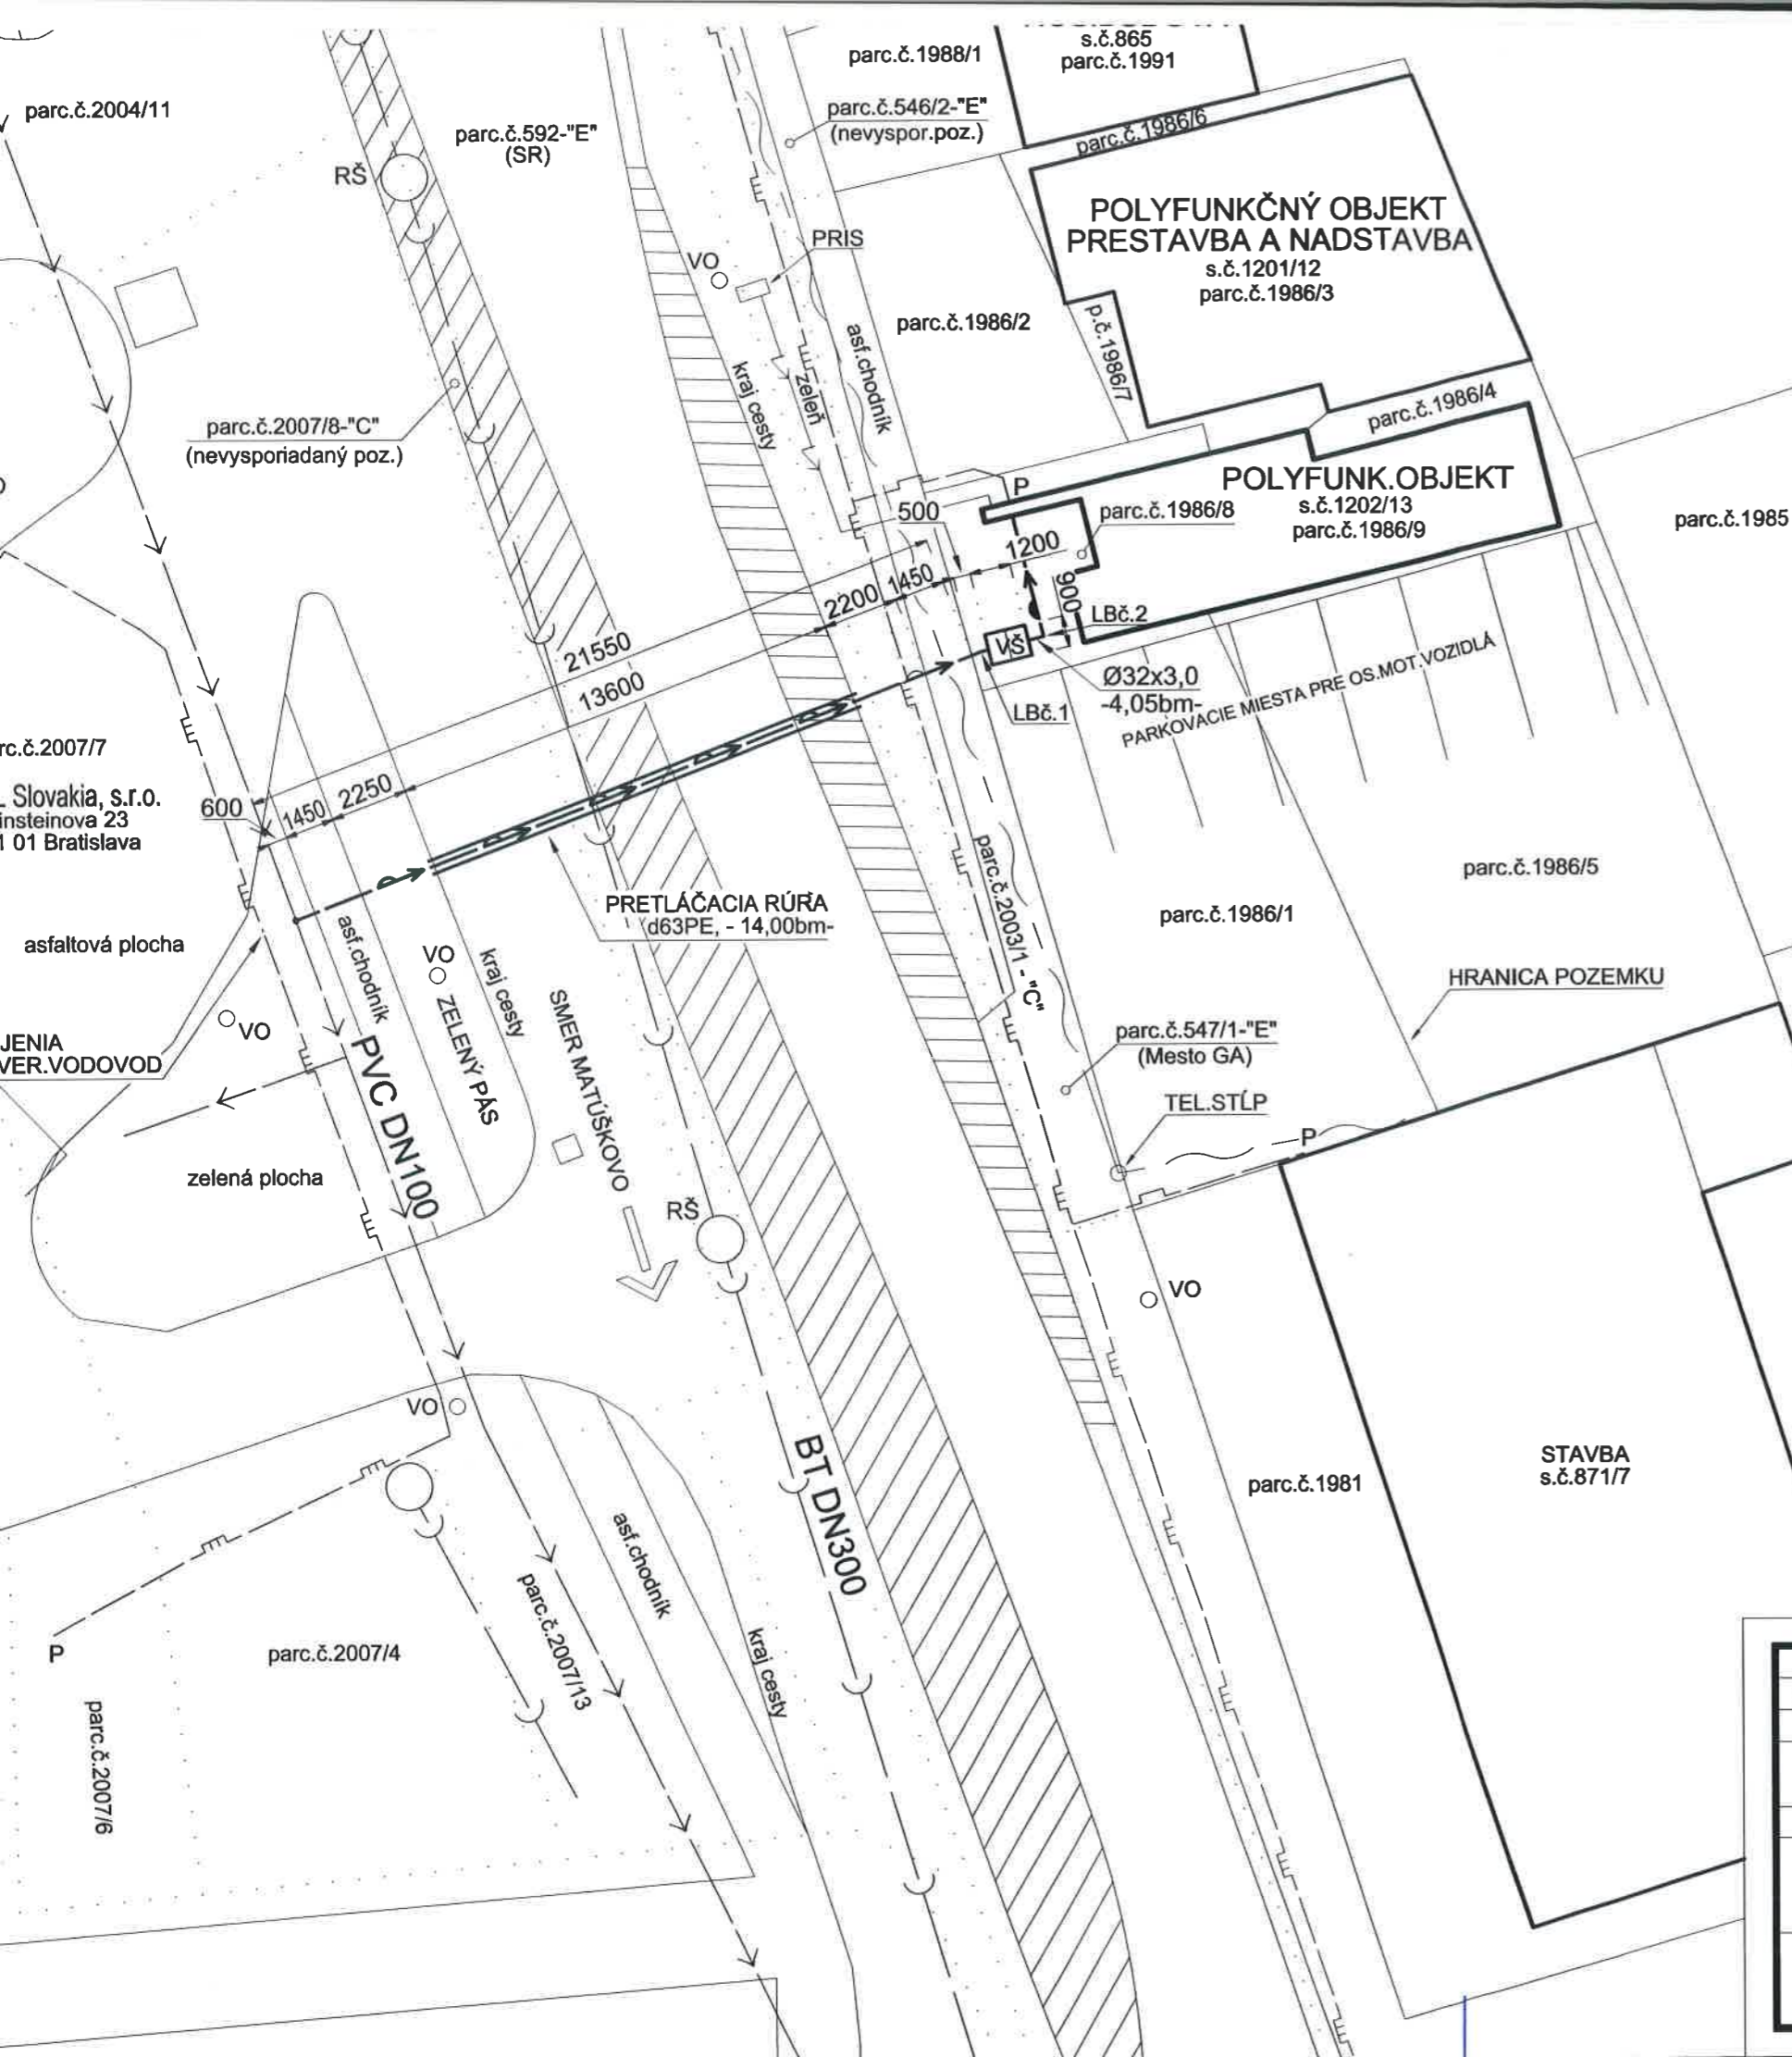 s.č.865
parc.č.1991
parc.č.1988/1
parc.č.2004/11
parc.č.546/2-"E"
(nevyspor.poz.)
parc.č.592-"E"
(SR)
parc.č.1986/6
RŠ
POLYFUNKČNÝ OBJEKT
PRESTAVBA A NADSTAVBA
s.č.1201/12
parc.č.1986/3
PRIS
VO
parc.č.1986/2
p.č.1986/7
asf.chodník
zeleň
kraj cesty
parc.č.1986/4
parc.č.2007/8-"C"
(nevysporiadaný poz.)
POLYFUNK.OBJEKT
s.č.1202/13
parc.č.1986/9
P
500
parc.č.1986/8
parc.č.1985
1200
900
2200
1450
LBč.2
VŠ
21550
13600
Ø32x3,0
-4,05bm-
LBč.1
PARKOVACIE MIESTA PRE OS.MOT.VOZIDLÁ
rc.č.2007/7
Slovakia, s.r.o.
insteinova 23
01 Bratislava
600
1450
2250
PRETLÁČACIA RÚRA
d63PE, - 14,00bm-
parc.č.2003/1 - "C"
parc.č.1986/5
parc.č.1986/1
asfaltová plocha
asf.chodník
VO
kraj cesty
ZELENÝ PÁS
HRANICA POZEMKU
SMER MATÚŠKOVO
VO
JENIA
VER.VODOVOD
PVC DN100
parc.č.547/1-"E"
(Mesto GA)
TEL.STĹP
P
zelená plocha
RŠ
VO
VO
BT DN300
STAVBA
s.č.871/7
parc.č.1981
asf.chodník
parc.č.2007/13
P
parc.č.2007/4
kraj cesty
parc.č.2007/6